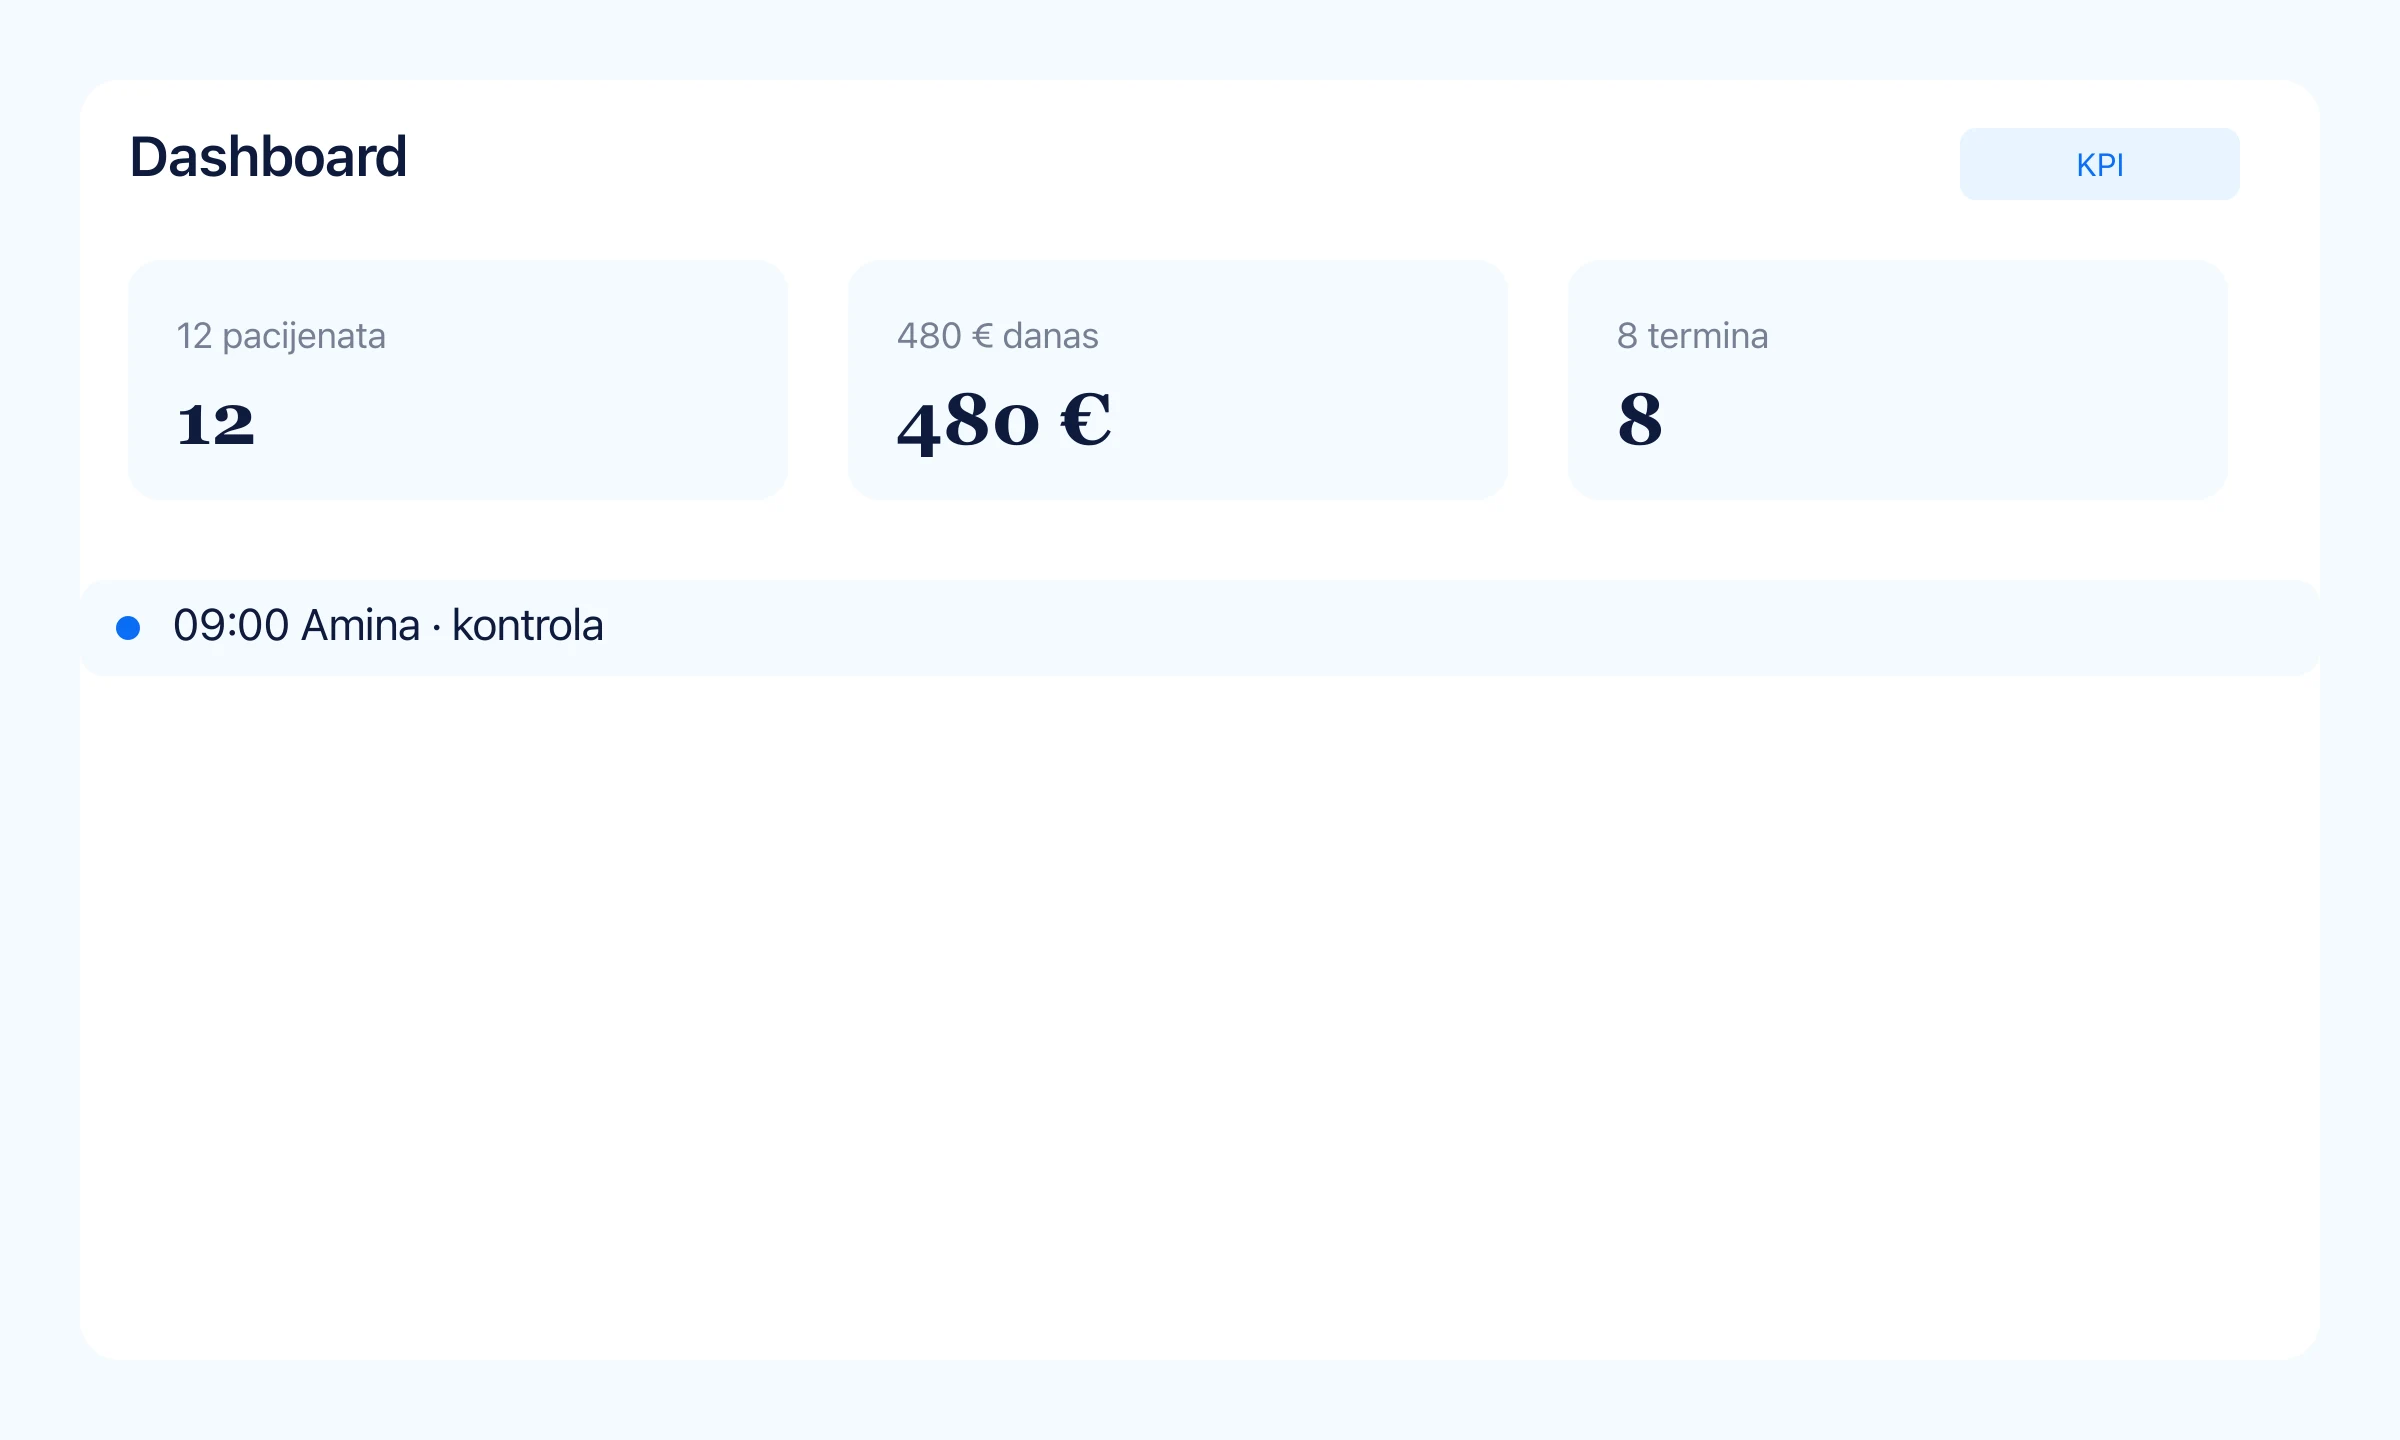 Dashboard
KPI
12 pacijenata
12
480 € danas
480 €
8 termina
8
09:00 Amina · kontrola